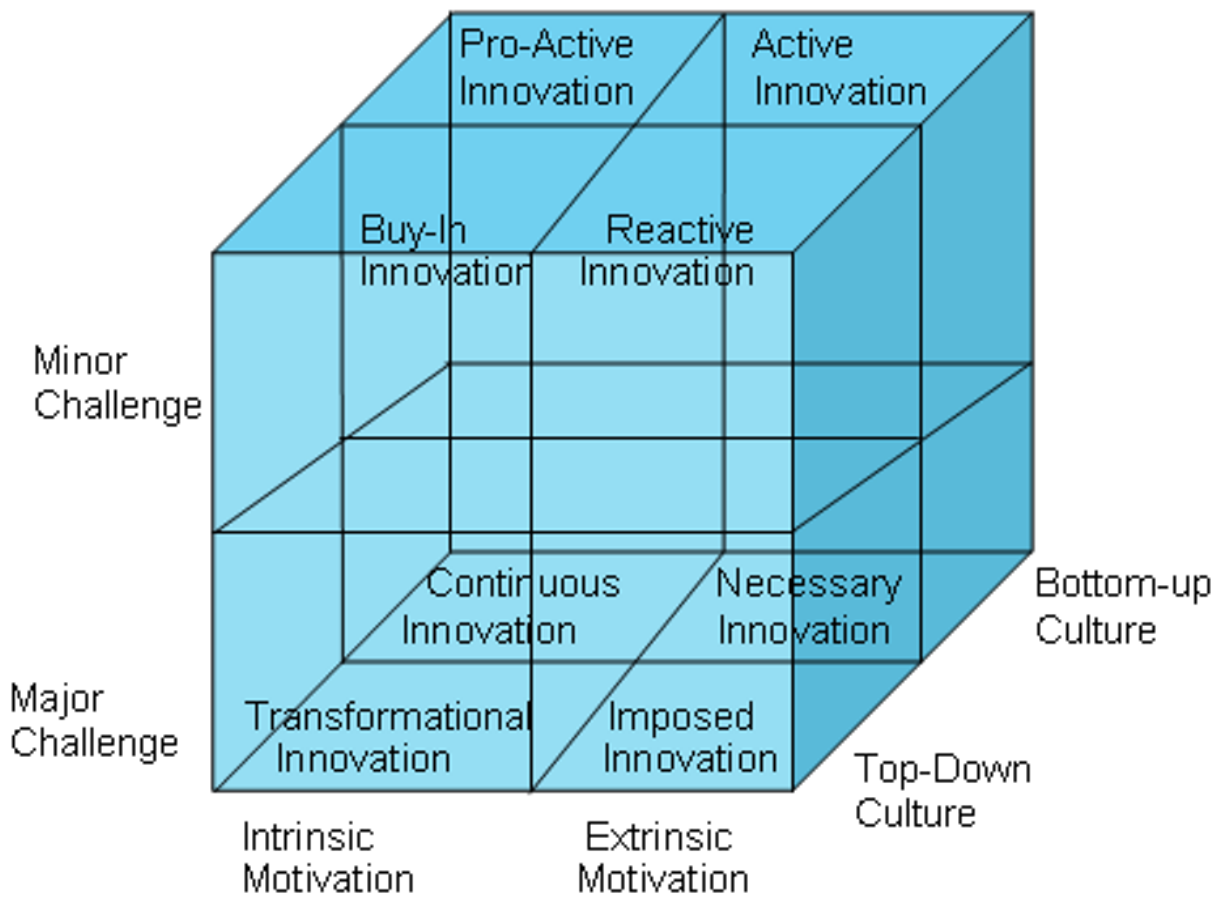 Pro-Active
Innovation
Active
Innovation
Buy-In
Innovation
Reactive
Innovation
Minor
Challenge
Continuous
Innovation
Necessary
Innovation
Bottom-up
Culture
Major
Challenge
Transformational
Innovation
Imposed
Innovation
Top-Down
Culture
Intrinsic
Motivation
Extrinsic
Motivation